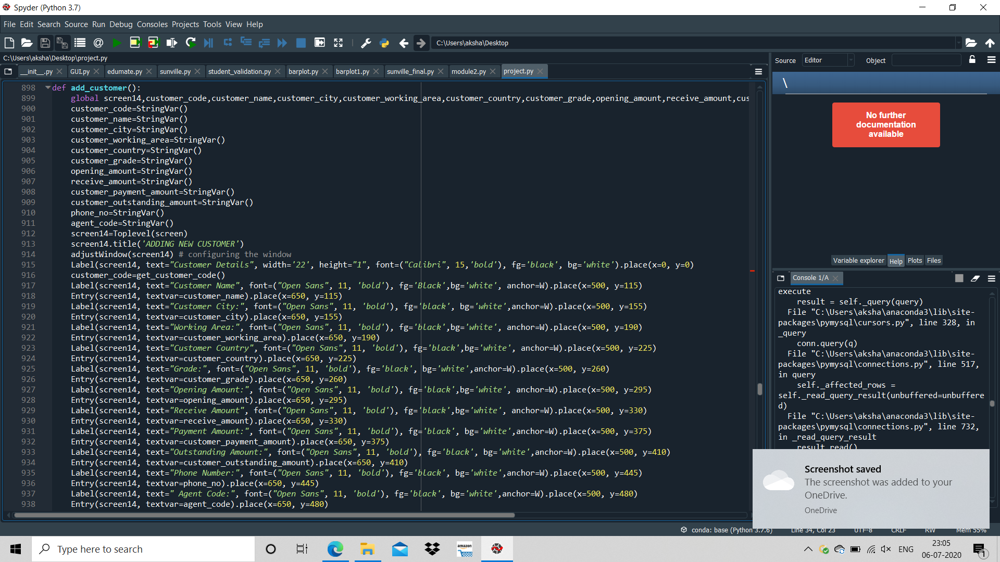 Spyder (Python 3.7)
File Edit Search Source Run Debug Consoles Projects Tools View Help
C:\Users\aksha\Desktop
C:\Users\aksha\Desktop\project.py
__init__.py GUI.py edumate.py sunville.py student_validation.py barplot.py barplot1.py sunville_final.py module2.py project.py
898 def add_customer():
899 global screen14,customer_code,customer_name,customer_city,customer_working_area,customer_country,customer_grade,opening_amount,receive_amount,cus
900 customer_code=StringVar()
901 customer_name=StringVar()
902 customer_city=StringVar()
903 customer_working_area=StringVar()
904 customer_country=StringVar()
905 customer_grade=StringVar()
906 opening_amount=StringVar()
907 receive_amount=StringVar()
908 customer_payment_amount=StringVar()
909 customer_outstanding_amount=StringVar()
910 phone_no=StringVar()
911 agent_code=StringVar()
912 screen14=Toplevel(screen)
913 screen14.title('ADDING NEW CUSTOMER')
914 adjustWindow(screen14) # configuring the window
915 Label(screen14, text="Customer Details", width='22', height="1", font=("Calibri", 15,'bold'), fg='black', bg='white').place(x=0, y=0)
916 customer_code=get_customer_code()
917 Label(screen14, text="Customer Name", font=("Open Sans", 11, 'bold'), fg='Black',bg='white', anchor=W).place(x=500, y=115)
918 Entry(screen14, textvar=customer_name).place(x=650, y=115)
919 Label(screen14, text="Customer City:", font=("Open Sans", 11, 'bold'), fg='black', bg='white',anchor=W).place(x=500, y=155)
920 Entry(screen14, textvar=customer_city).place(x=650, y=155)
921 Label(screen14, text="Working Area:", font=("Open Sans", 11, 'bold'), fg='black',bg='white', anchor=W).place(x=500, y=190)
922 Entry(screen14, textvar=customer_working_area).place(x=650, y=190)
923 Label(screen14, text="Customer Country", font=("Open Sans", 11, 'bold'), fg='black',bg='white', anchor=W).place(x=500, y=225)
924 Entry(screen14, textvar=customer_country).place(x=650, y=225)
925 Label(screen14, text="Grade:", font=("Open Sans", 11, 'bold'), fg='black', bg='white',anchor=W).place(x=500, y=260)
926 Entry(screen14, textvar=customer_grade).place(x=650, y=260)
927 Label(screen14, text="Opening Amount:", font=("Open Sans", 11, 'bold'), fg='black',bg='white', anchor=W).place(x=500, y=295)
928 Entry(screen14, textvar=opening_amount).place(x=650, y=295)
929 Label(screen14, text="Receive Amount", font=("Open Sans", 11, 'bold'), fg='black',bg='white', anchor=W).place(x=500, y=330)
930 Entry(screen14, textvar=receive_amount).place(x=650, y=330)
931 Label(screen14, text="Payment Amount:", font=("Open Sans", 11, 'bold'), fg='black', bg='white',anchor=W).place(x=500, y=375)
932 Entry(screen14, textvar=customer_payment_amount).place(x=650, y=375)
933 Label(screen14, text="Outstanding Amount:", font=("Open Sans", 11, 'bold'), fg='black', bg='white',anchor=W).place(x=500, y=410)
934 Entry(screen14, textvar=customer_outstanding_amount).place(x=650, y=410)
935 Label(screen14, text="Phone Number:", font=("Open Sans", 11, 'bold'), fg='black', bg='white',anchor=W).place(x=500, y=445)
936 Entry(screen14, textvar=phone_no).place(x=650, y=445)
937 Label(screen14, text=" Agent Code:", font=("Open Sans", 11, 'bold'), fg='black', bg='white',anchor=W).place(x=500, y=480)
938 Entry(screen14, textvar=agent_code).place(x=650, y=480)
Source Editor Object
\
No further
documentation
available
Variable explorer Help Plots Files
Console 1/A
execute
result = self._query(query)
File "C:\Users\aksha\anaconda3\lib\site-
packages\pymysql\cursors.py", line 328, in
_query
conn.query(q)
File "C:\Users\aksha\anaconda3\lib\site-
packages\pymysql\connections.py", line 517,
in query
self._affected_rows =
self._read_query_result(unbuffered=unbuffere
d)
File "C:\Users\aksha\anaconda3\lib\site-
packages\pymysql\connections.py", line 732,
in _read_query_result
result.read()
Screenshot saved
The screenshot was added to your
OneDrive.
OneDrive
conda: base (Python 3.7.6) Line 34, Col 23 UTF-8 CRLF RW Mem 55%
Type here to search
amazon
ENG
23:05
06-07-2020
1